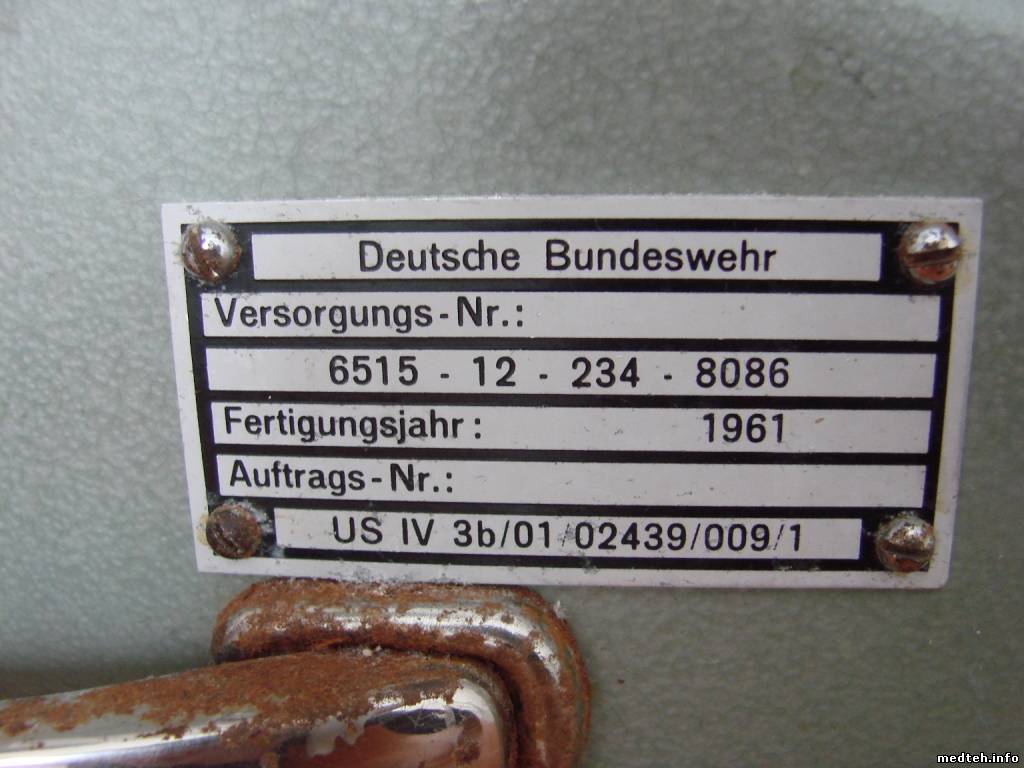 Deutsche Bundeswehr
Versorgungs-Nr.:
6515 - 12 - 234 - 8086
Fertigungsjahr: 1961
Auftrags-Nr.:
US IV 3b/01/02439/009/1
medteh.info